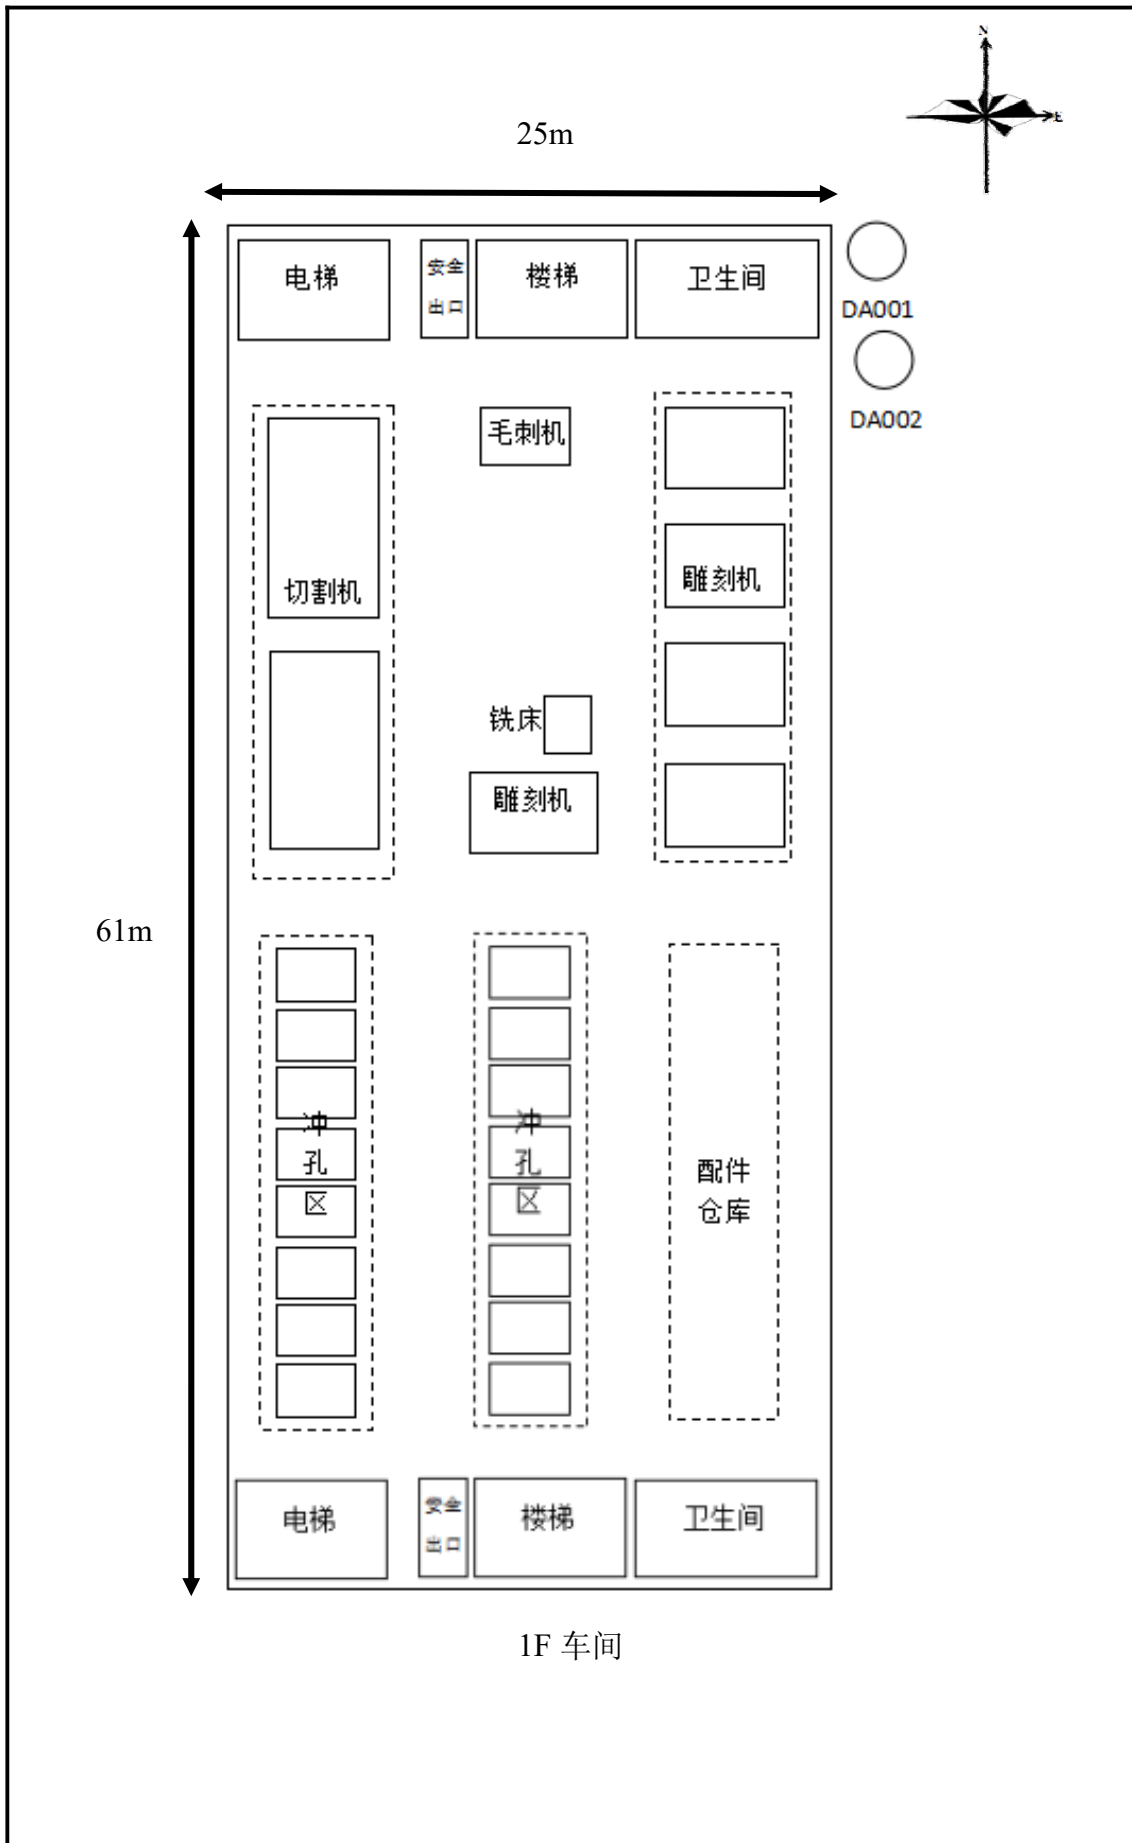 N
E
25m
电梯
安全
出口
楼梯
卫生间
DA001
DA002
毛刺机
切割机
雕刻机
铣床
雕刻机
61m
冲
孔
区
冲
孔
区
配件
仓库
电梯
安全
出口
楼梯
卫生间
1F 车间